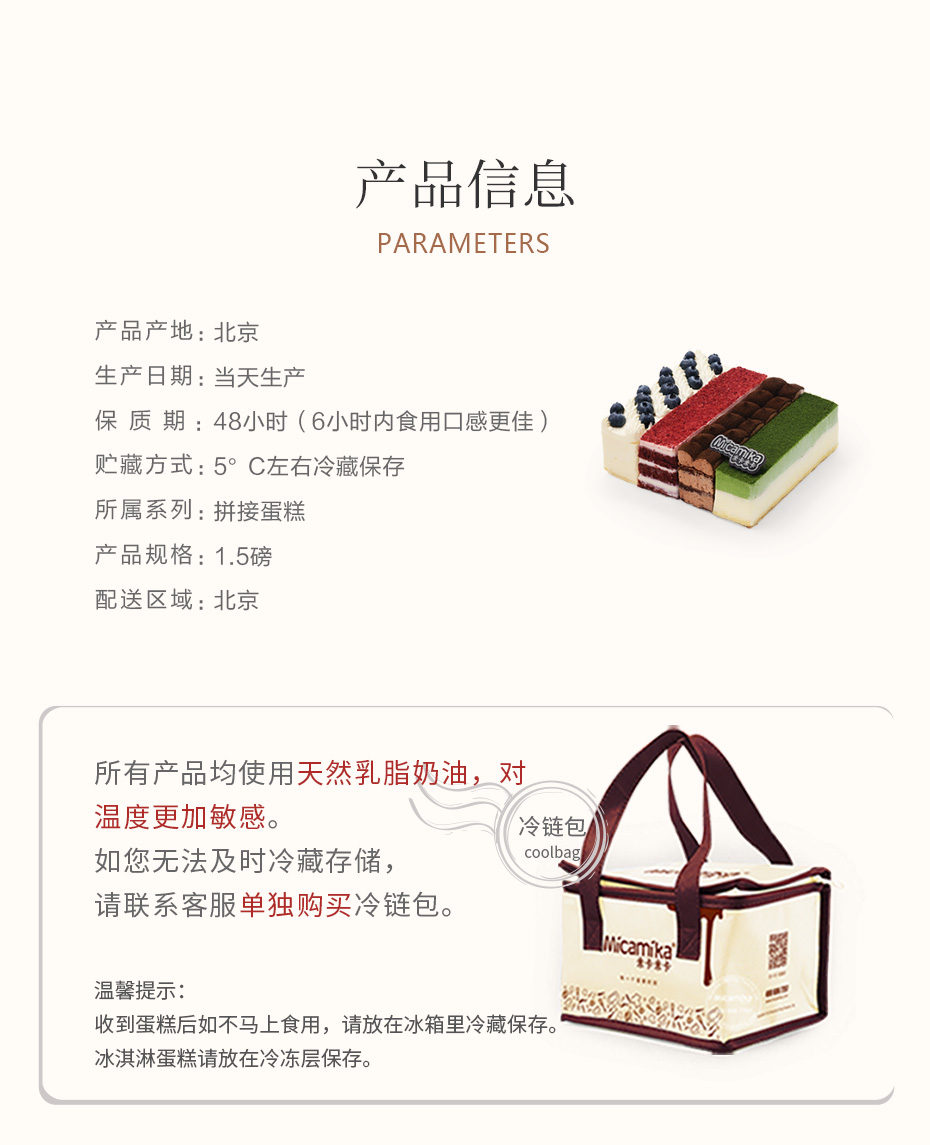 产品信息
PARAMETERS
产品产地: 北京
生产日期: 当天生产
保 质 期 : 48小时（6小时内食用口感更佳）
贮藏方式: 5°C左右冷藏保存
所属系列: 拼接蛋糕
产品规格: 1.5磅
配送区域: 北京
Micamika
米卡米卡
所有产品均使用天然乳脂奶油，对
温度更加敏感。
如您无法及时冷藏存储，
请联系客服单独购买冷链包。
冷链包
coolbag
Micamika
米卡米卡
温馨提示：
收到蛋糕后如不马上食用，请放在冰箱里冷藏保存。
冰淇淋蛋糕请放在冷冻层保存。